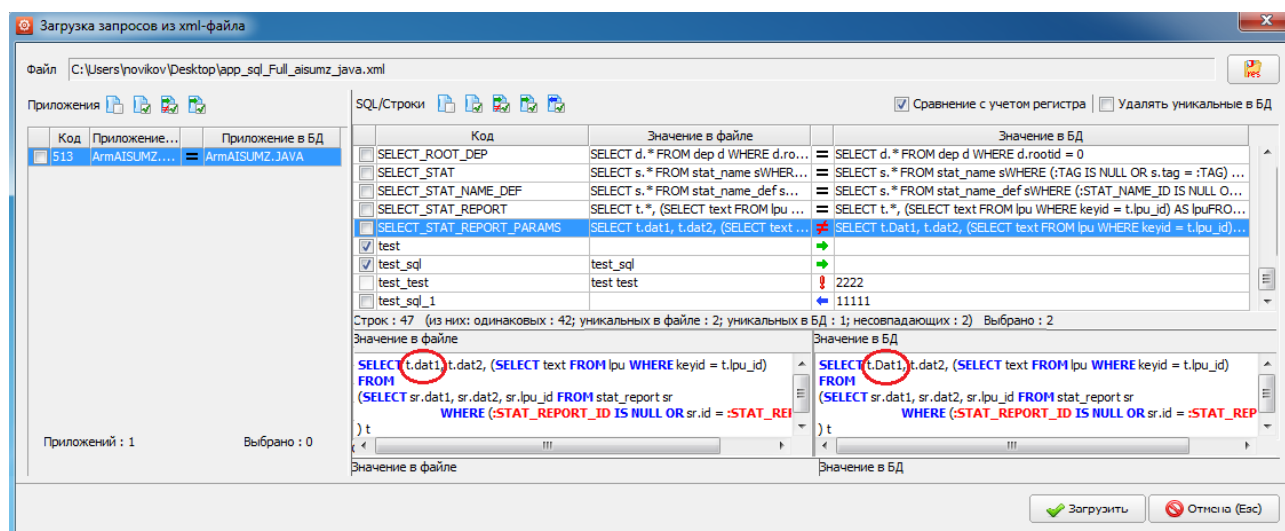 Загрузка запросов из xml-файла
Файл C:\Users\novikov\Desktop\app_sql_Full_aisumz_java.xml
res
Приложения
SQL/Строки
Сравнение с учетом регистра Удалять уникальные в БД
Код Приложение... Приложение в БД
513 ArmAISUMZ.... = ArmAISUMZ.JAVA
Приложений : 1 Выбрано : 0
Код Значение в файле Значение в БД
SELECT_ROOT_DEP SELECT d.* FROM dep d WHERE d.ro... = SELECT d.* FROM dep d WHERE d.rootid = 0
SELECT_STAT SELECT s.* FROM stat_name sWHER... = SELECT s.* FROM stat_name sWHERE (:TAG IS NULL OR s.tag = :TAG) ...
SELECT_STAT_NAME_DEF SELECT s.* FROM stat_name_def s... = SELECT s.* FROM stat_name_def sWHERE (:STAT_NAME_ID IS NULL O...
SELECT_STAT_REPORT SELECT t.*, (SELECT text FROM lpu ... = SELECT t.*, (SELECT text FROM lpu WHERE keyid = t.lpu_id) AS lpuFRO...
SELECT_STAT_REPORT_PARAMS SELECT t.dat1, t.dat2, (SELECT text ... ≠ SELECT t.Dat1, t.dat2, (SELECT text FROM lpu WHERE keyid = t.lpu_id)...
test
test_sql test_sql
test_test test test ! 2222
test_sql_1 11111
Строк : 47 (из них: одинаковых : 42; уникальных в файле : 2; уникальных в БД : 1; несовпадающих : 2) Выбрано : 2
Значение в файле
SELECT t.dat1, t.dat2, (SELECT text FROM lpu WHERE keyid = t.lpu_id)
FROM
(SELECT sr.dat1, sr.dat2, sr.lpu_id FROM stat_report sr
WHERE (:STAT_REPORT_ID IS NULL OR sr.id = :STAT_REI
) t
Значение в БД
SELECT t.Dat1, t.dat2, (SELECT text FROM lpu WHERE keyid = t.lpu_id)
FROM
(SELECT sr.dat1, sr.dat2, sr.lpu_id FROM stat_report sr
WHERE (:STAT_REPORT_ID IS NULL OR sr.id = :STAT_REP
) t
Значение в файле Значение в БД
Загрузить Отмена (Esc)